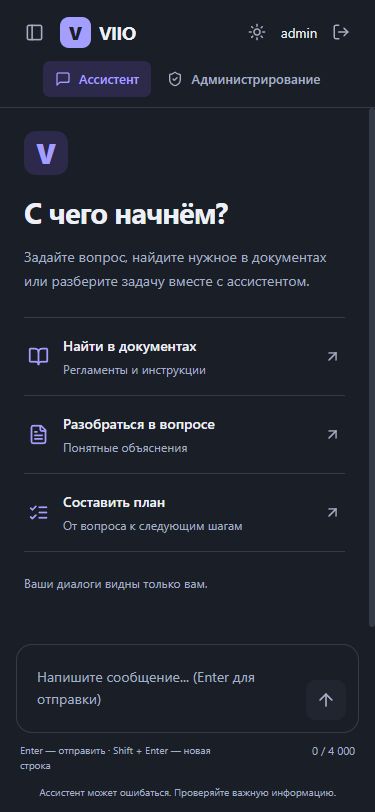 V VIIO admin
Ассистент Администрирование
V
С чего начнём?
Задайте вопрос, найдите нужное в документах
или разберите задачу вместе с ассистентом.
Найти в документах
Регламенты и инструкции
Разобраться в вопросе
Понятные объяснения
Составить план
От вопроса к следующим шагам
Ваши диалоги видны только вам.
Напишите сообщение... (Enter для
отправки)
Enter — отправить · Shift + Enter — новая
строка
0 / 4 000
Ассистент может ошибаться. Проверяйте важную информацию.